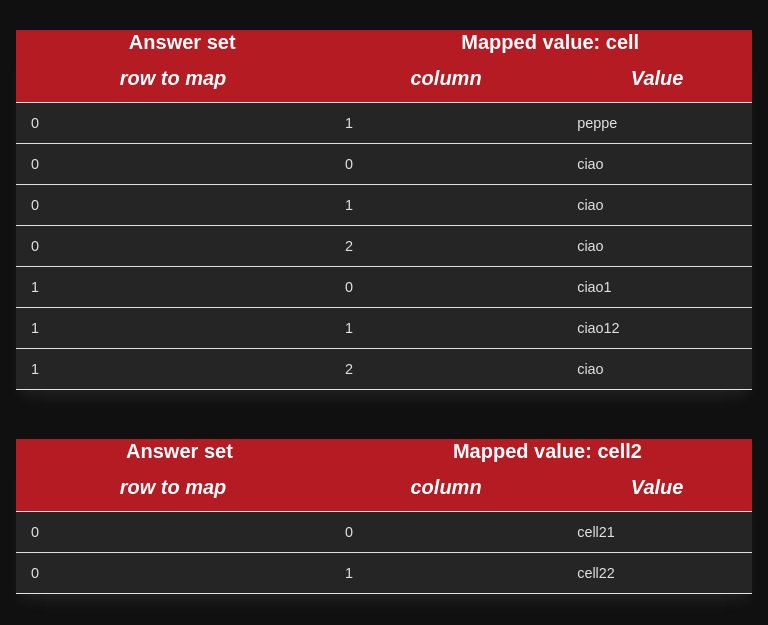 Answer set Mapped value: cell
row to map column Value
0 1 peppe
0 0 ciao
0 1 ciao
0 2 ciao
1 0 ciao1
1 1 ciao12
1 2 ciao
Answer set Mapped value: cell2
row to map column Value
0 0 cell21
0 1 cell22